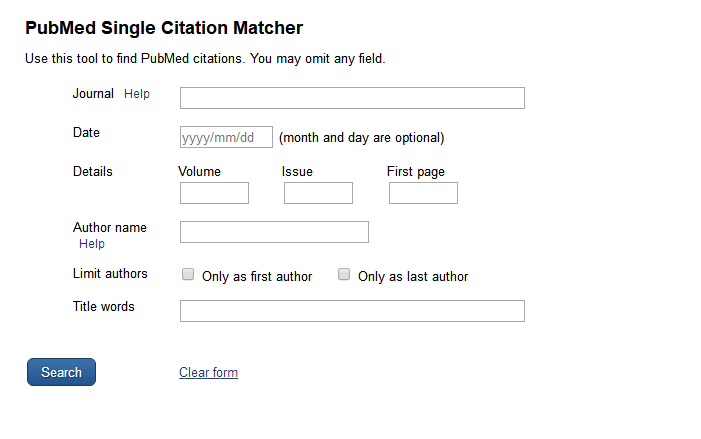 PubMed Single Citation Matcher
Use this tool to find PubMed citations. You may omit any field.
Journal Help
Date yyyy/mm/dd (month and day are optional)
Details Volume Issue First page
Author name
Help
Limit authors Only as first author Only as last author
Title words
Search Clear form